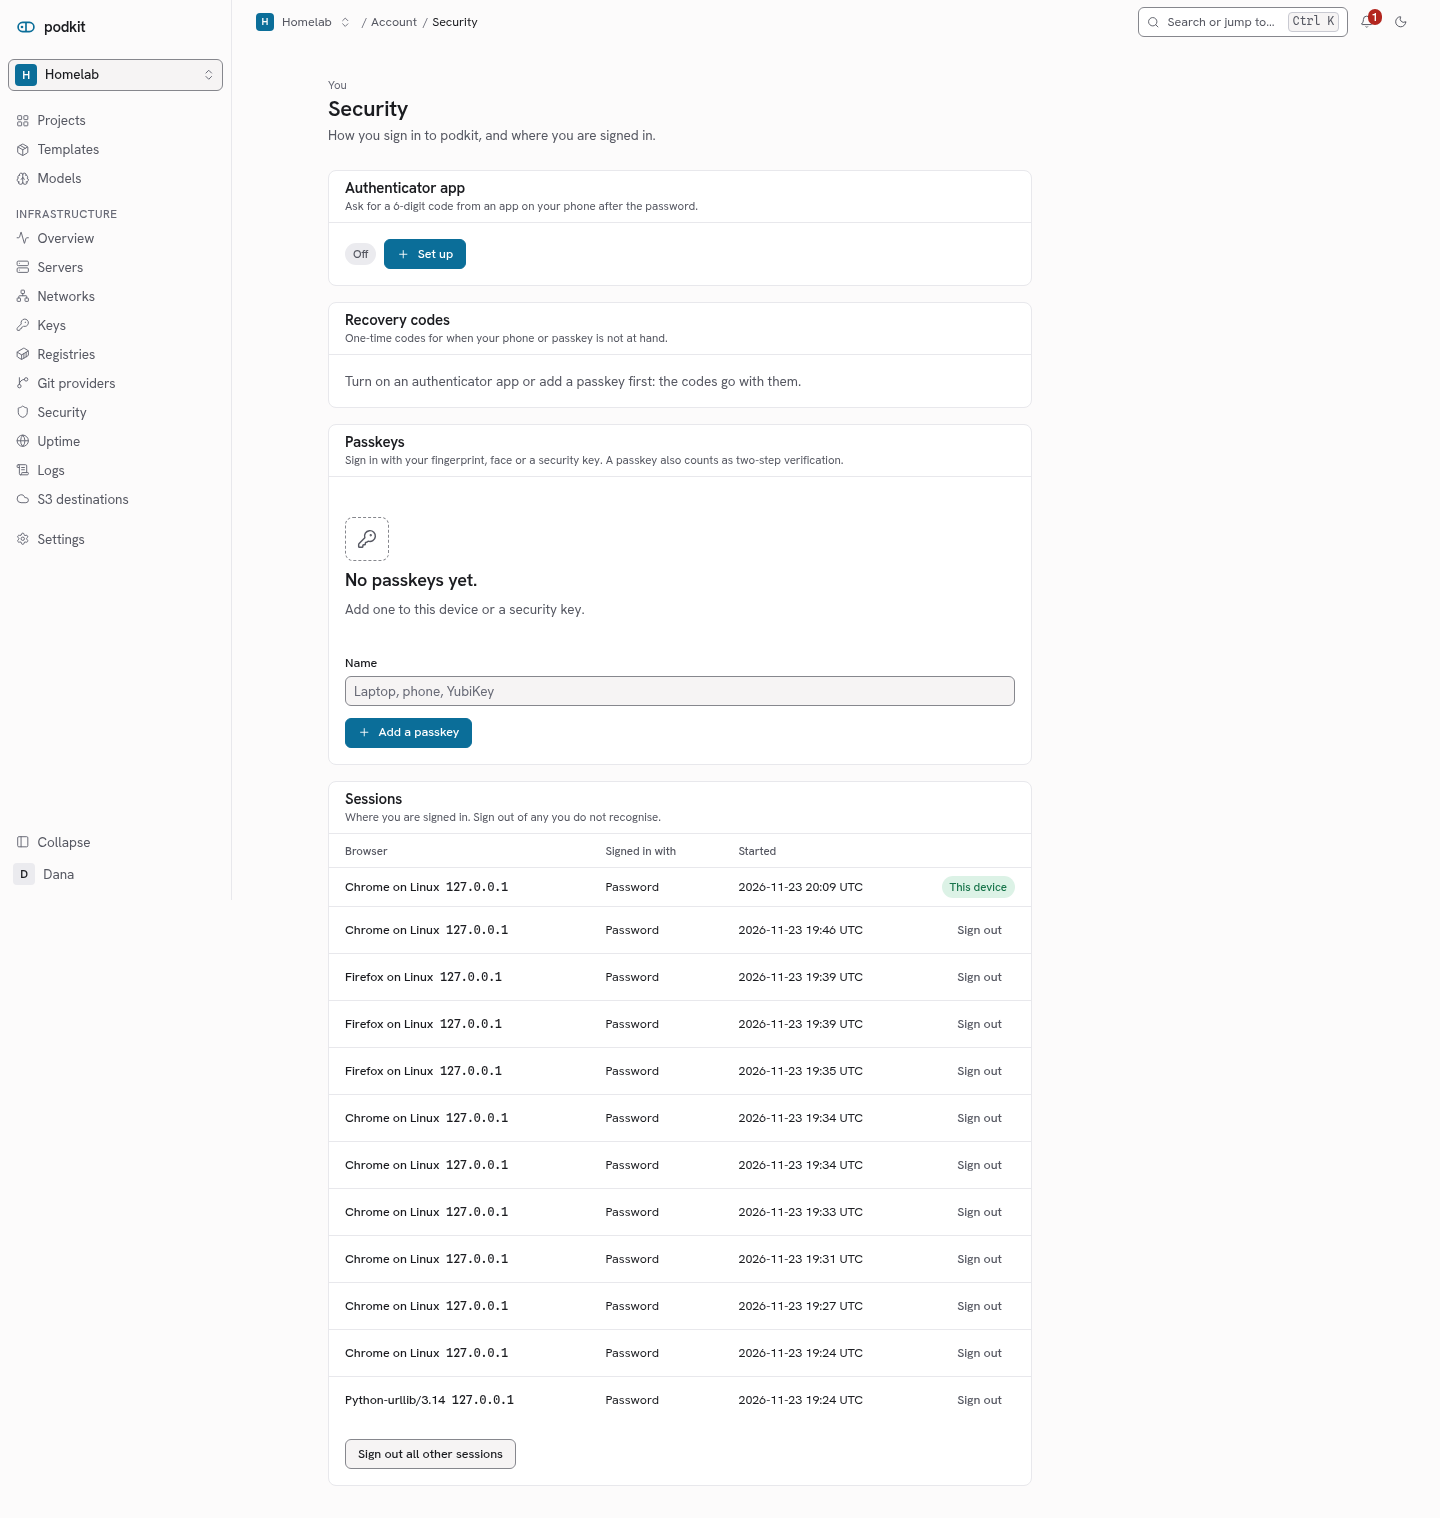 podkit
H Homelab
Projects
Templates
Models
INFRASTRUCTURE
Overview
Servers
Networks
Keys
Registries
Git providers
Security
Uptime
Logs
S3 destinations
Settings
Collapse
D Dana
H Homelab / Account / Security
Search or jump to... Ctrl K
1
You
Security
How you sign in to podkit, and where you are signed in.
Authenticator app
Ask for a 6-digit code from an app on your phone after the password.
Off + Set up
Recovery codes
One-time codes for when your phone or passkey is not at hand.
Turn on an authenticator app or add a passkey first: the codes go with them.
Passkeys
Sign in with your fingerprint, face or a security key. A passkey also counts as two-step verification.
No passkeys yet.
Add one to this device or a security key.
Name
Laptop, phone, YubiKey
+ Add a passkey
Sessions
Where you are signed in. Sign out of any you do not recognise.
Browser Signed in with Started
Chrome on Linux 127.0.0.1 Password 2026-11-23 20:09 UTC This device
Chrome on Linux 127.0.0.1 Password 2026-11-23 19:46 UTC Sign out
Firefox on Linux 127.0.0.1 Password 2026-11-23 19:39 UTC Sign out
Firefox on Linux 127.0.0.1 Password 2026-11-23 19:39 UTC Sign out
Firefox on Linux 127.0.0.1 Password 2026-11-23 19:35 UTC Sign out
Chrome on Linux 127.0.0.1 Password 2026-11-23 19:34 UTC Sign out
Chrome on Linux 127.0.0.1 Password 2026-11-23 19:34 UTC Sign out
Chrome on Linux 127.0.0.1 Password 2026-11-23 19:33 UTC Sign out
Chrome on Linux 127.0.0.1 Password 2026-11-23 19:31 UTC Sign out
Chrome on Linux 127.0.0.1 Password 2026-11-23 19:27 UTC Sign out
Chrome on Linux 127.0.0.1 Password 2026-11-23 19:24 UTC Sign out
Python-urllib/3.14 127.0.0.1 Password 2026-11-23 19:24 UTC Sign out
Sign out all other sessions